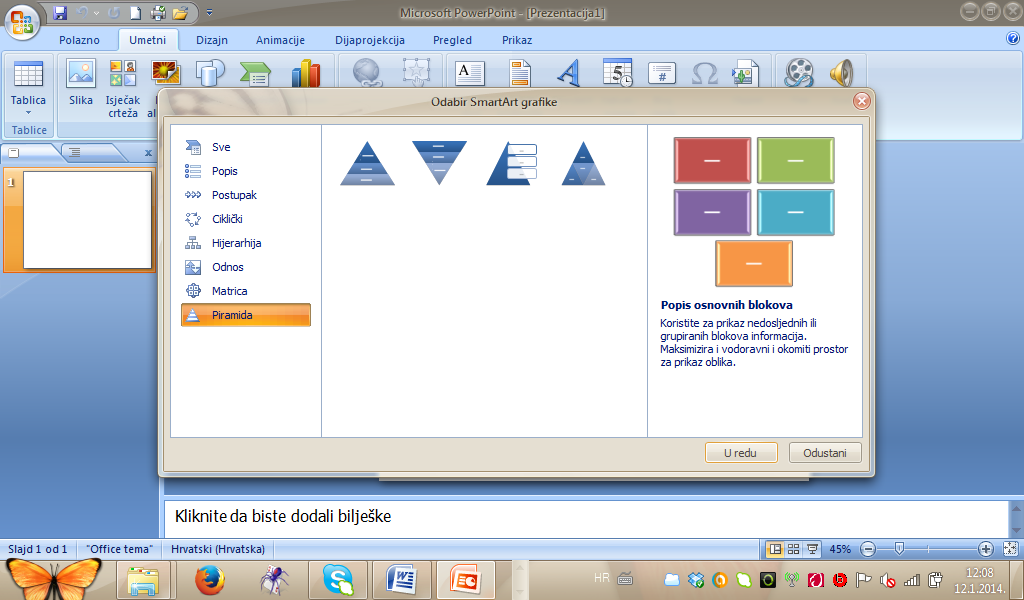 Microsoft PowerPoint - [Prezentacija1]
Polazno Umetni Dizajn Animacije Dijaprojekcija Pregled Prikaz
Tablica
Slika
Isječak
crteža
al
Tablice
Odabir SmartArt grafike
Sve
Popis
Postupak
Ciklički
Hijerarhija
Odnos
Matrica
Piramida
Popis osnovnih blokova
Koristite za prikaz nedosljednih ili
grupiranih blokova informacija.
Maksimizira i vodoravni i okomiti prostor
za prikaz oblika.
U redu
Odustani
1
Kliknite da biste dodali bilješke
Slajd 1 od 1 "Office tema" Hrvatski (Hrvatska) 45%
HR
12:08
12.1.2014.